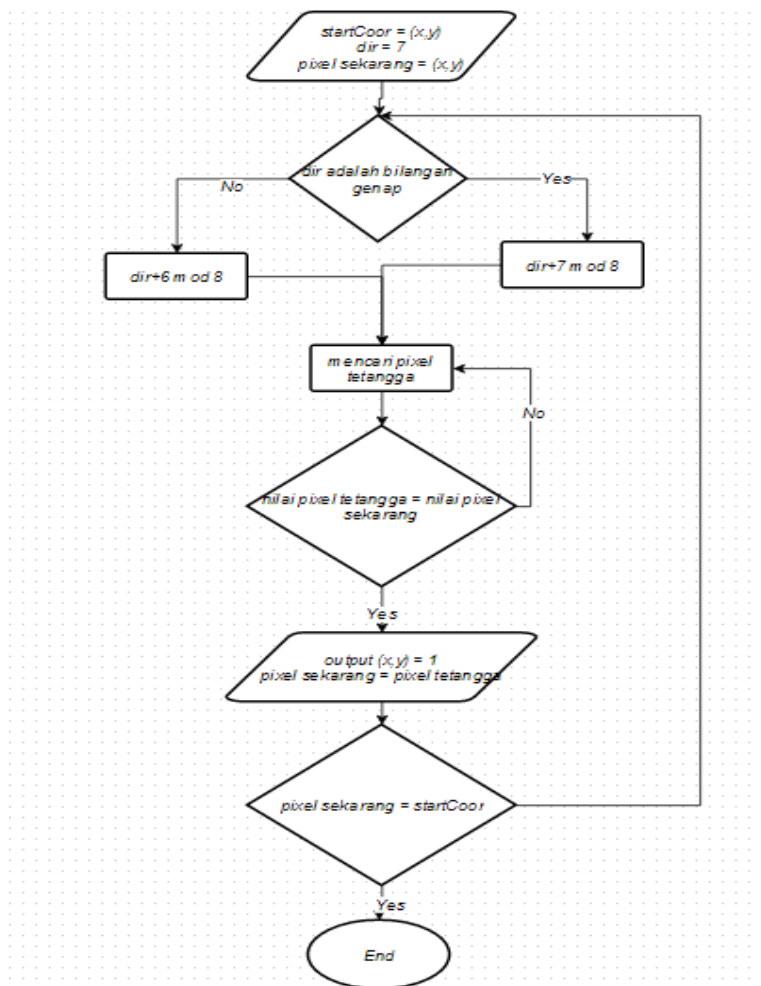 startCoor = (x,y)
dir = 7
pixel sekarang = (x,y)
dir adalah bilangan
genap
No
Yes
dir+6 mod 8
dir+7 mod 8
mencari pixel
tetangga
No
nilai pixel tetangga = nilai pixel
sekarang
Yes
output (x,y) = 1
pixel sekarang = pixel tetangga
pixel sekarang = startCoor
Yes
End